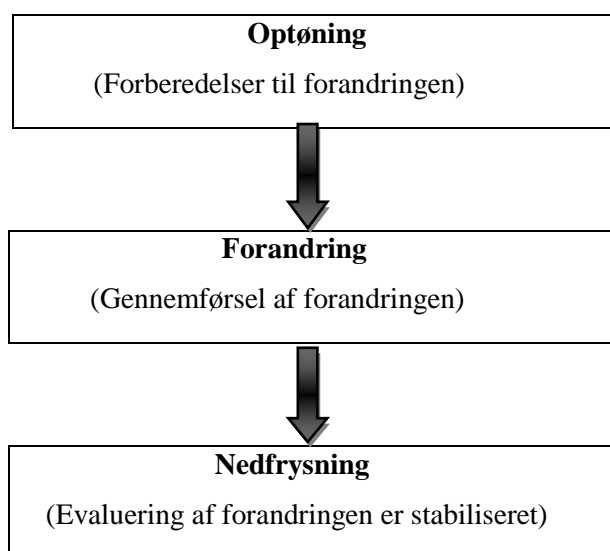 Optøning
(Forberedelser til forandringen)
Forandring
(Gennemførsel af forandringen)
Nedfrysning
(Evaluering af forandringen er stabiliseret)